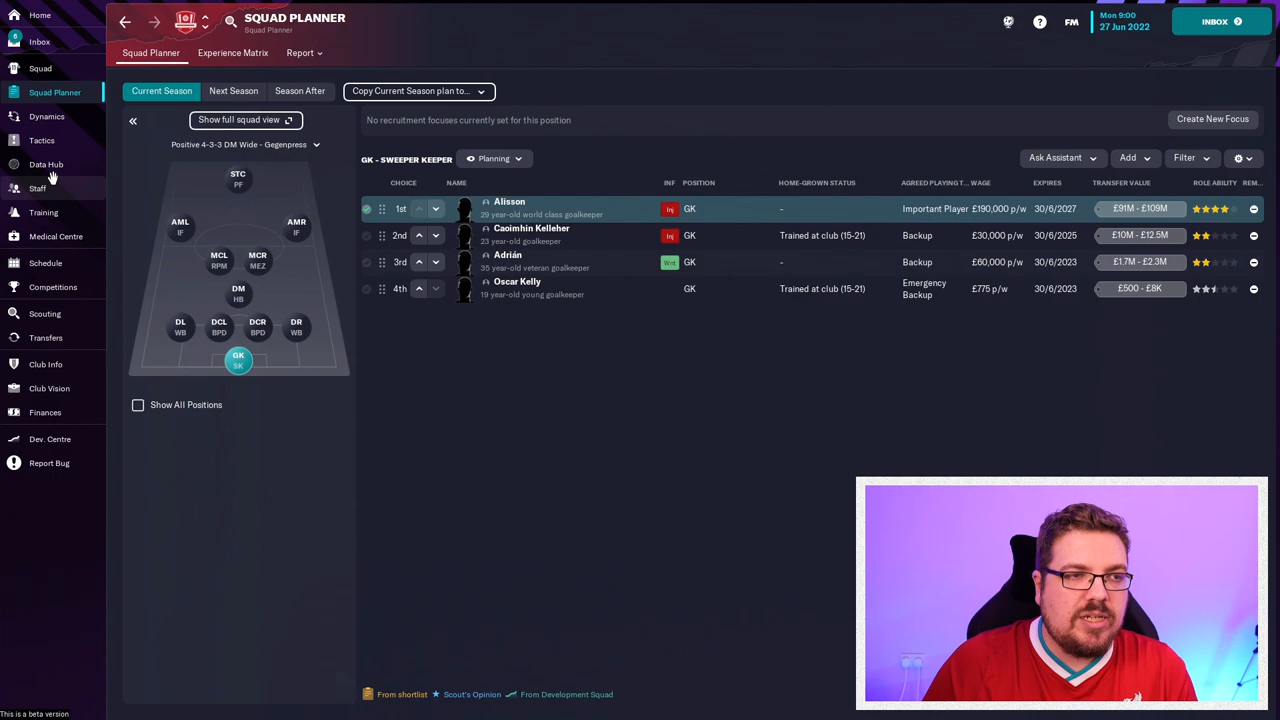 Home
6
Inbox
Squad
Squad Planner
Dynamics
Tactics
Data Hub
Staff
Training
Medical Centre
Schedule
Competitions
Scouting
Transfers
Club Info
Club Vision
Finances
Dev. Centre
Report Bug
This is a beta version
SQUAD PLANNER
Squad Planner
FM
Mon 9:00
27 Jun 2022
INBOX
Squad Planner Experience Matrix Report
Current Season Next Season Season After Copy Current Season plan to...
Show full squad view
Positive 4-3-3 DM Wide - Gegenpress
STC
PF
AML
IF
AMR
IF
MCL
RPM
MCR
MEZ
DM
HB
DL
WB
DCL
BPD
DCR
BPD
DR
WB
GK
SK
Show All Positions
No recruitment focuses currently set for this position
Create New Focus
GK - SWEEPER KEEPER Planning Ask Assistant Add Filter
CHOICE NAME INF POSITION HOME-GROWN STATUS AGREED PLAYING T... WAGE EXPIRES TRANSFER VALUE ROLE ABILITY REM...
1st Alisson Inj GK - Important Player £190,000 p/w 30/6/2027 £91M - £109M
29 year-old world class goalkeeper
2nd Caoimhin Kelleher Inj GK Trained at club (15-21) Backup £30,000 p/w 30/6/2025 £10M - £12.5M
23 year-old goalkeeper
3rd Adrián Wnt GK - Backup £60,000 p/w 30/6/2023 £1.7M - £2.3M
35 year-old veteran goalkeeper
4th Oscar Kelly GK Trained at club (15-21) Emergency Backup £775 p/w 30/6/2023 £500 - £8K
19 year-old young goalkeeper
From shortlist Scout's Opinion From Development Squad